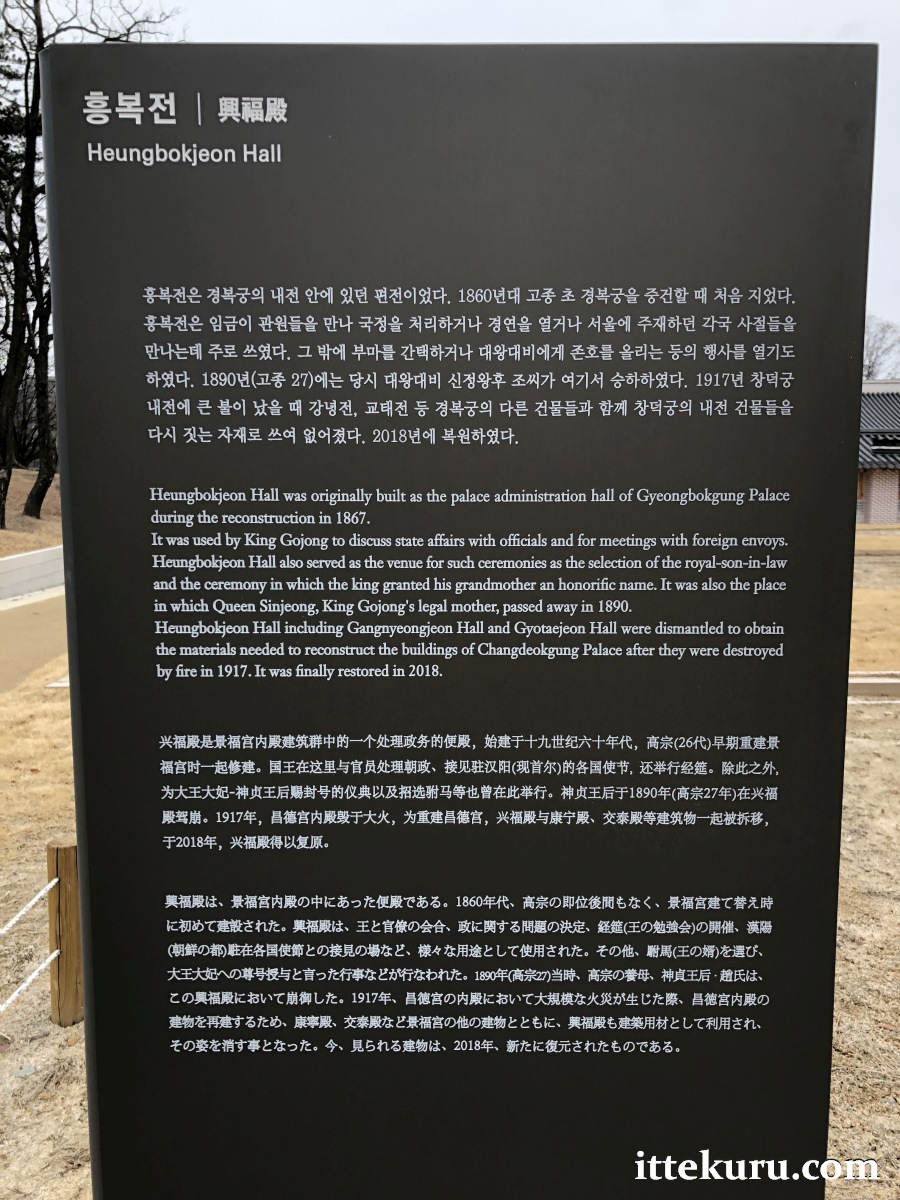 흥복전 | 興福殿
Heungbokjeon Hall
흥복전은 경복궁의 내전 안에 있던 편전이었다. 1860년대 고종 초 경복궁을 중건할 때 처음 지었다.
흥복전은 임금이 관원들을 만나 국정을 처리하거나 경연을 열거나 서울에 주재하던 각국 사절들을
만나는데 주로 쓰였다. 그 밖에 부마를 간택하거나 대왕대비에게 존호를 올리는 등의 행사를 열기도
하였다. 1890년(고종 27)에는 당시 대왕대비 신정왕후 조씨가 여기서 승하하였다. 1917년 창덕궁
내전에 큰 불이 났을 때 강녕전, 교태전 등 경복궁의 다른 건물들과 함께 창덕궁의 내전 건물들을
다시 짓는 자재로 쓰여 없어졌다. 2018년에 복원하였다.
Heungbokjeon Hall was originally built as the palace administration hall of Gyeongbokgung Palace
during the reconstruction in 1867.
It was used by King Gojong to discuss state affairs with officials and for meetings with foreign envoys.
Heungbokjeon Hall also served as the venue for such ceremonies as the selection of the royal-son-in-law
and the ceremony in which the king granted his grandmother an honorific name. It was also the place
in which Queen Sinjeong, King Gojong's legal mother, passed away in 1890.
Heungbokjeon Hall including Gangnyeongjeon Hall and Gyotaejeon Hall were dismantled to obtain
the materials needed to reconstruct the buildings of Changdeokgung Palace after they were destroyed
by fire in 1917. It was finally restored in 2018.
兴福殿是景福宫内殿建筑群中的一个处理政务的便殿，始建于十九世纪六十年代，高宗(26代)早期重建景
福宫时一起修建。国王在这里与官员处理朝政、接见驻汉阳(现首尔)的各国使节, 还举行经筵。除此之外,
为大王大妃-神贞王后赐封号的仪典以及招选驸马等也曾在此举行。神贞王后于1890年(高宗27年)在兴福
殿驾崩。1917年，昌德宫内殿毁于大火，为重建昌德宫，兴福殿与康宁殿、交泰殿等建筑物一起被拆移，
于2018年，兴福殿得以复原。
興福殿は、景福宮内殿の中にあった便殿である。1860年代、高宗の即位後間もなく、景福宮建て替え時
に初めて建設された。興福殿は、王と官僚の会合、政に関する問題の決定、経筵(王の勉強会)の開催、漢陽
(朝鮮の都)駐在各国使節との接見の場など、様々な用途として使用された。その他、駙馬(王の婿)を選び、
大王大妃への尊号授与と言った行事などが行なわれた。1890年(高宗27)当時、高宗の養母、神貞王后·趙氏は、
この興福殿において崩御した。1917年、昌徳宮の内殿において大規模な火災が生じた際、昌徳宮内殿の
建物を再建するため、康寧殿、交泰殿など景福宮の他の建物とともに、興福殿も建築用材として利用され、
その姿を消す事となった。今、見られる建物は、2018年、新たに復元されたものである。
ittekuru.com